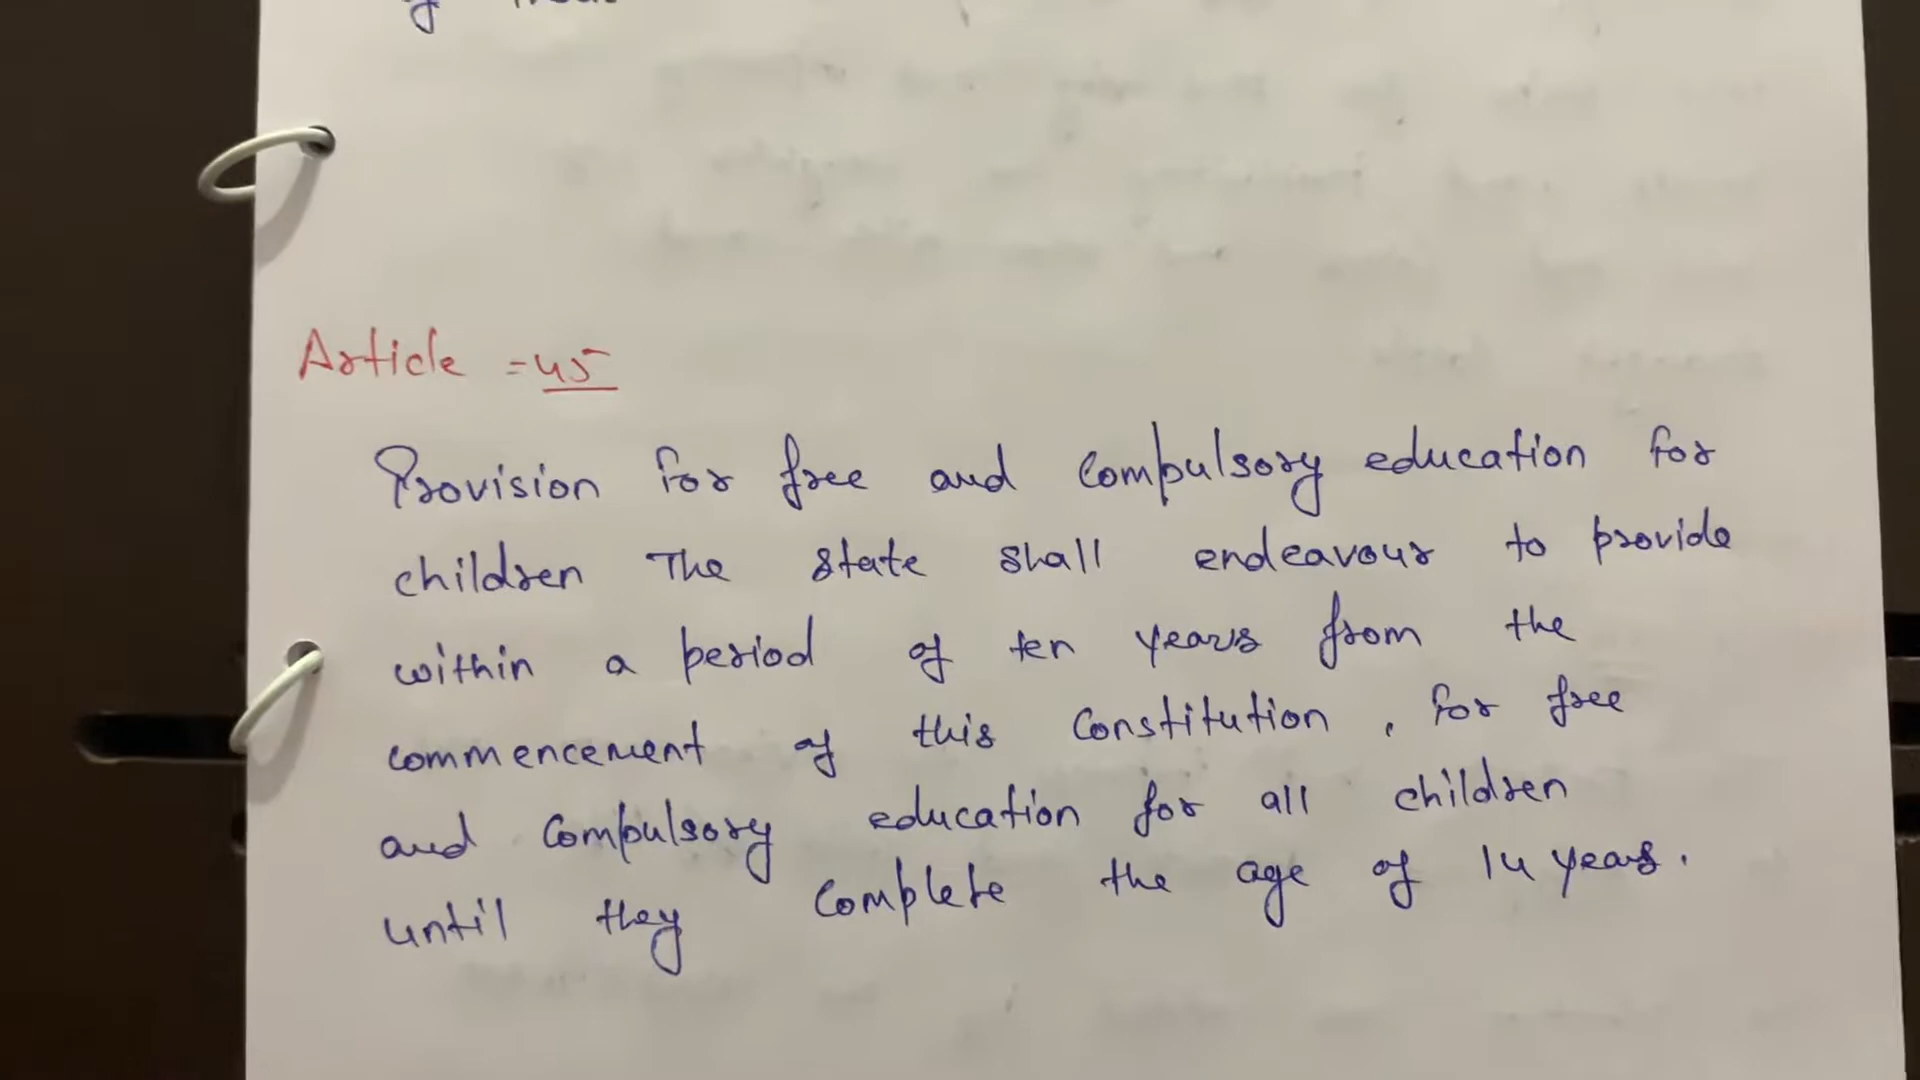 Article = 45
Provision for free and compulsory education for
children The State shall endeavour to provide
within a period of ten years from the
commencement of this Constitution, for free
and compulsory education for all children
until they complete the age of 14 years.